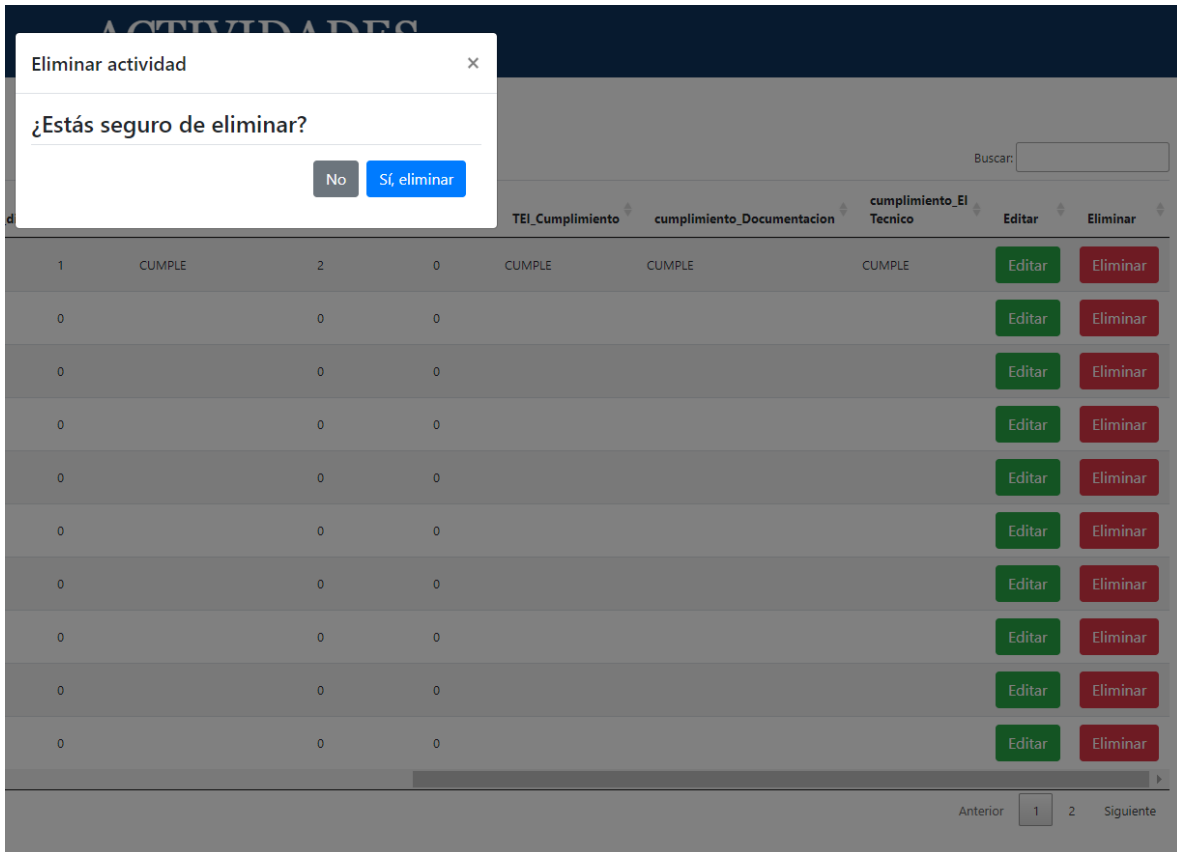 ACTIVIDADES
Eliminar actividad ×
¿Estás seguro de eliminar?
No Sí, eliminar
Buscar:
TEI_Cumplimiento cumplimiento_Documentacion cumplimiento_El Tecnico Editar Eliminar
1 CUMPLE 2 0 CUMPLE CUMPLE CUMPLE Editar Eliminar
0 0 0 Editar Eliminar
0 0 0 Editar Eliminar
0 0 0 Editar Eliminar
0 0 0 Editar Eliminar
0 0 0 Editar Eliminar
0 0 0 Editar Eliminar
0 0 0 Editar Eliminar
0 0 0 Editar Eliminar
0 0 0 Editar Eliminar
Anterior 1 2 Siguiente